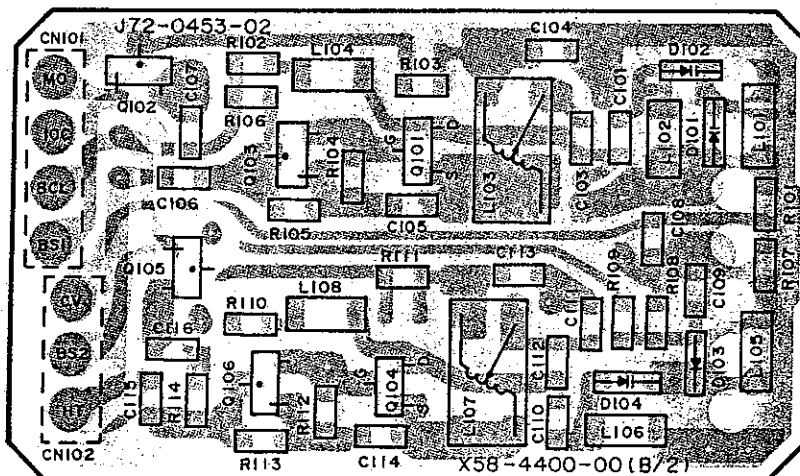 J72-0453-02
CN101
MO
IOC
BCL
BS1
CV
BS2
HT
CN102
Q102
C107
R102
R106
L104
R103
C104
D102
C101
Q103
R104
G
D
S
Q101
L103
C103
L102
D101
L101
C106
R105
C105
C108
R101
Q105
R111
C113
R109
R108
C109
R107
R110
L108
C111
C116
C112
D103
L105
C115
R114
Q106
R112
G
D
S
Q104
L107
C110
D104
L106
R113
C114
X58-4400-00(B/2)